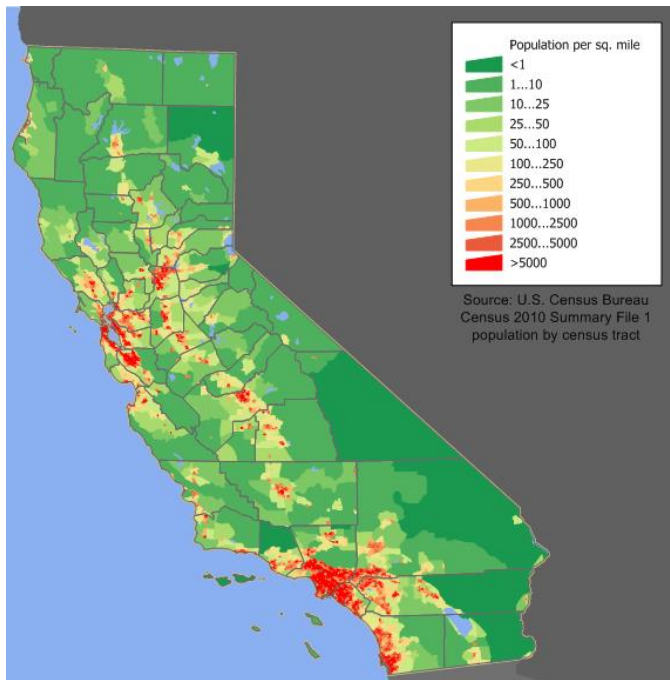 Population per sq. mile
<1
1...10
10...25
25...50
50...100
100...250
250...500
500...1000
1000...2500
2500...5000
>5000
Source: U.S. Census Bureau
Census 2010 Summary File 1
population by census tract